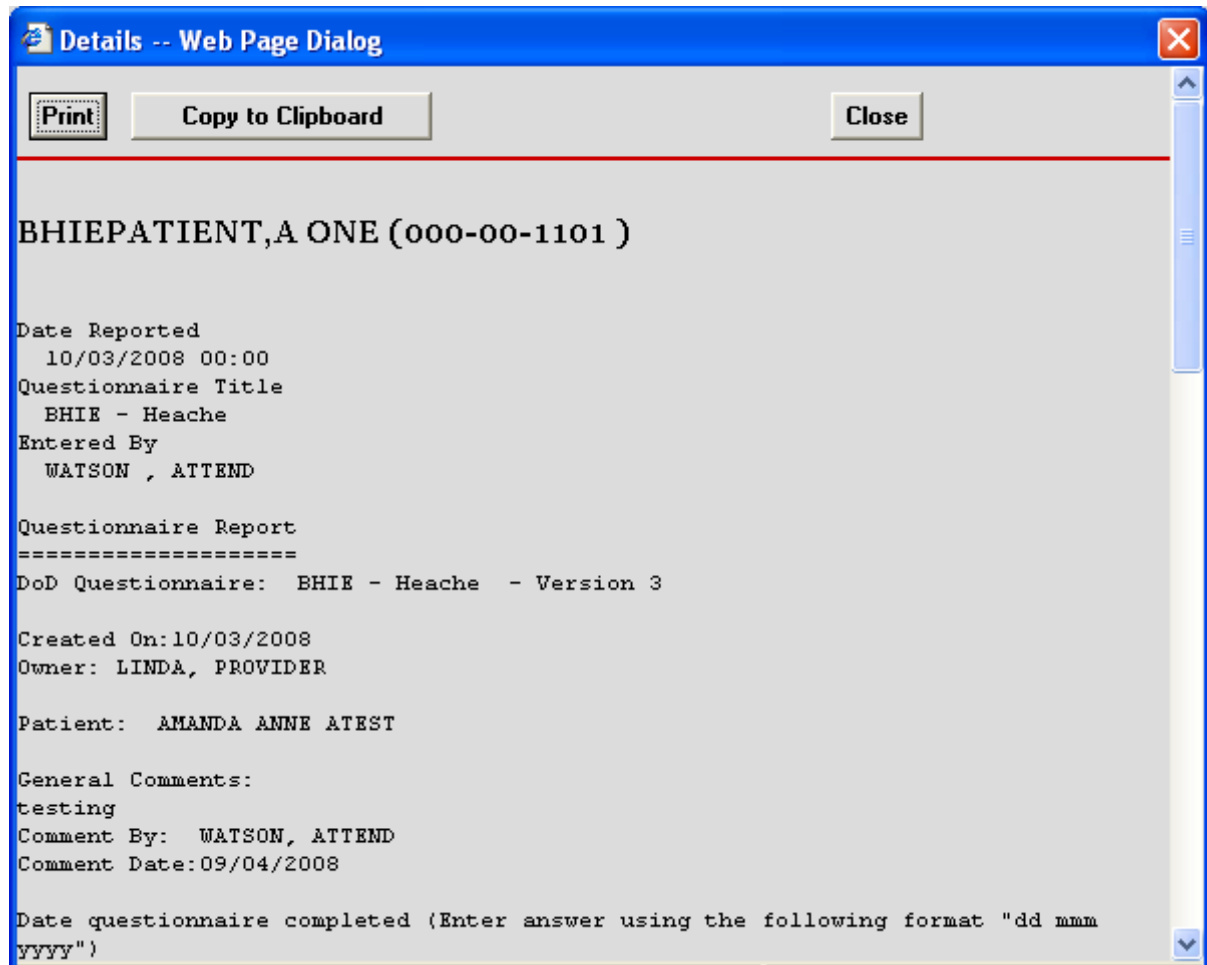 Details -- Web Page Dialog
Print Copy to Clipboard Close
BHIEPATIENT,A ONE (000-00-1101 )
Date Reported
10/03/2008 00:00
Questionnaire Title
BHIE - Heache
Entered By
WATSON , ATTEND
Questionnaire Report
====================
DoD Questionnaire:  BHIE - Heache  - Version 3
Created On:10/03/2008
Owner: LINDA, PROVIDER
Patient:  AMANDA ANNE ATEST
General Comments:
testing
Comment By:  WATSON, ATTEND
Comment Date:09/04/2008
Date questionnaire completed (Enter answer using the following format "dd mmm
yyyy")